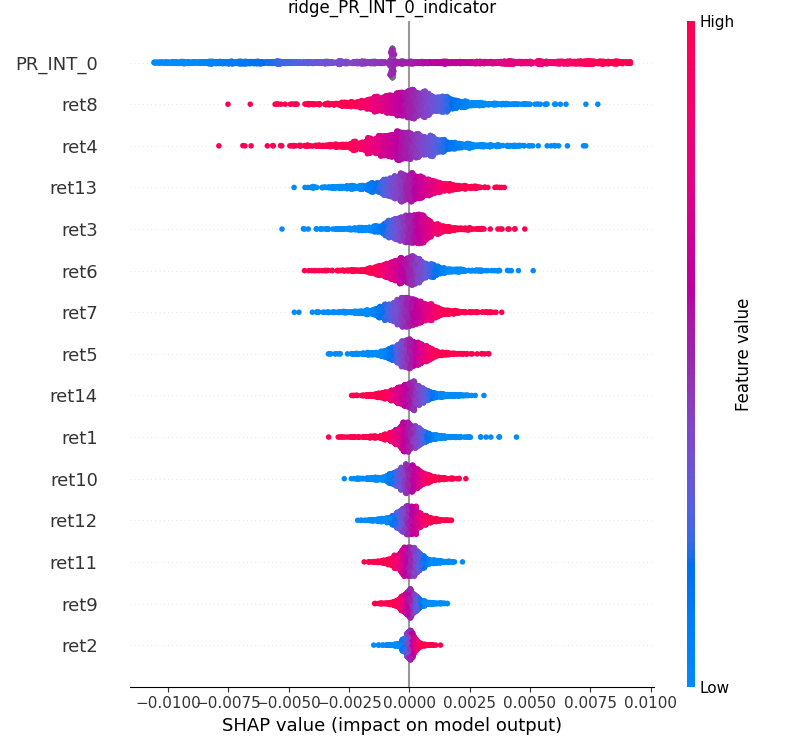 ridge_PR_INT_0_indicator
High
PR_INT_0
ret8
ret4
ret13
ret3
ret6
ret7
ret5
ret14
ret1
ret10
ret12
ret11
ret9
ret2
Feature value
Low
−0.0100−0.0075−0.0050−0.0025 0.0000 0.0025 0.0050 0.0075 0.0100
SHAP value (impact on model output)